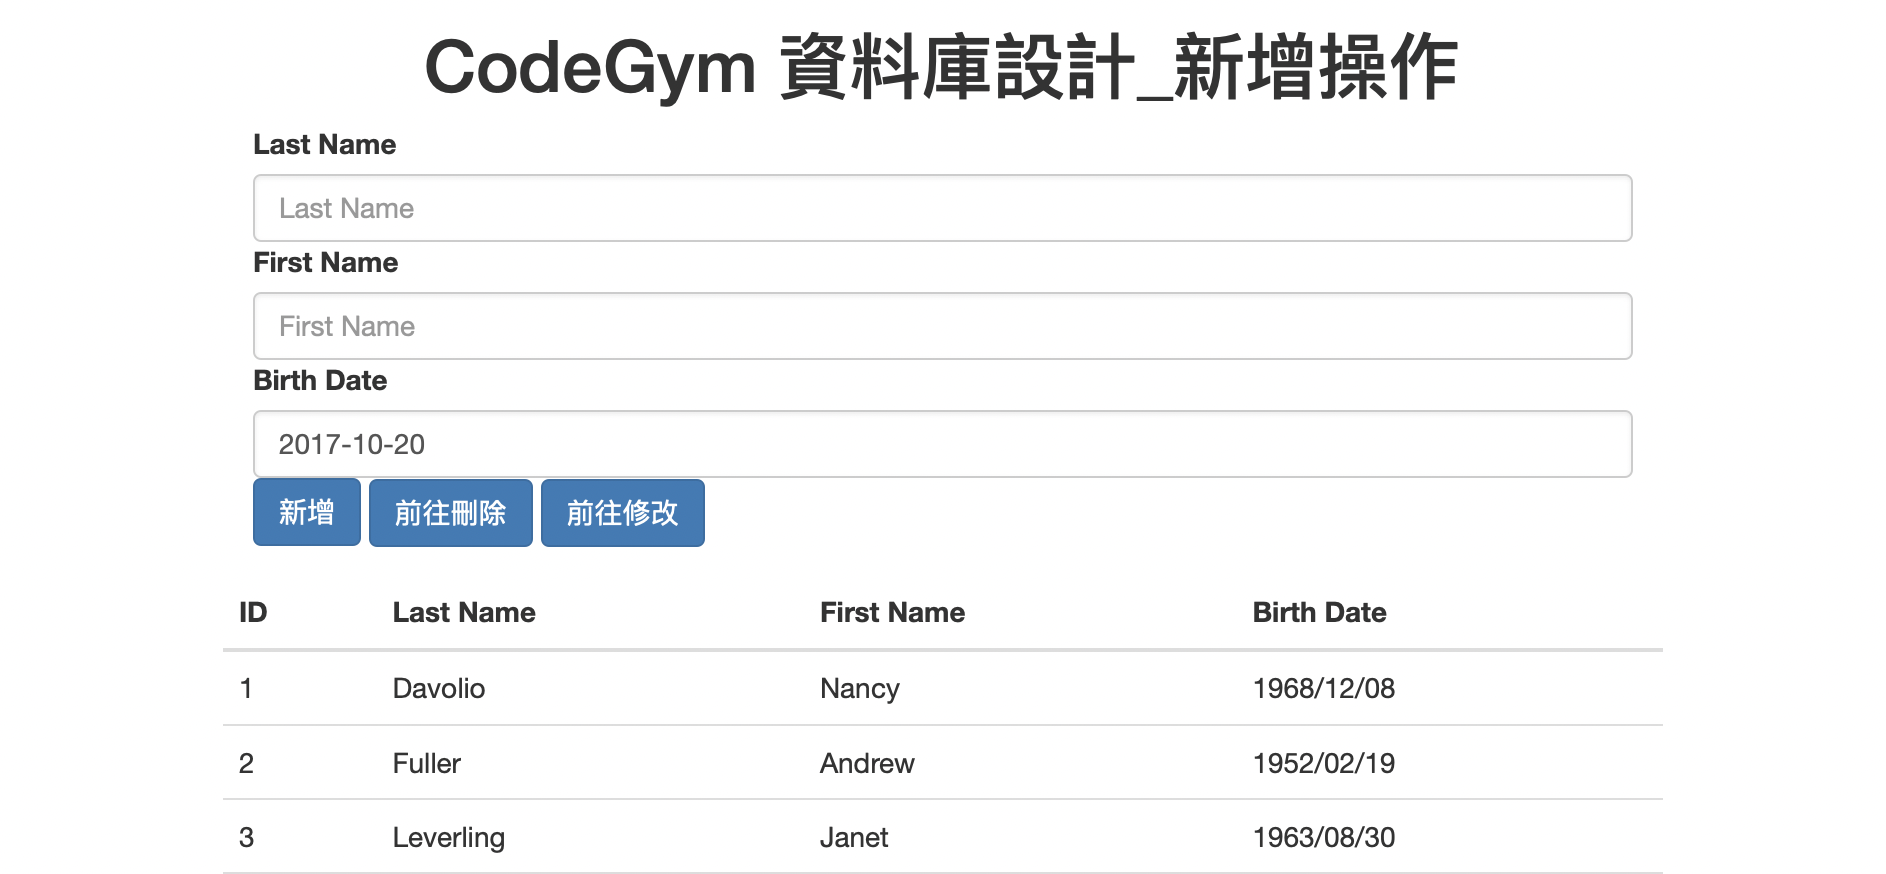 CodeGym 資料庫設計_新增操作
Last Name
Last Name
First Name
First Name
Birth Date
2017-10-20
新增 前往刪除 前往修改
ID Last Name First Name Birth Date
1 Davolio Nancy 1968/12/08
2 Fuller Andrew 1952/02/19
3 Leverling Janet 1963/08/30